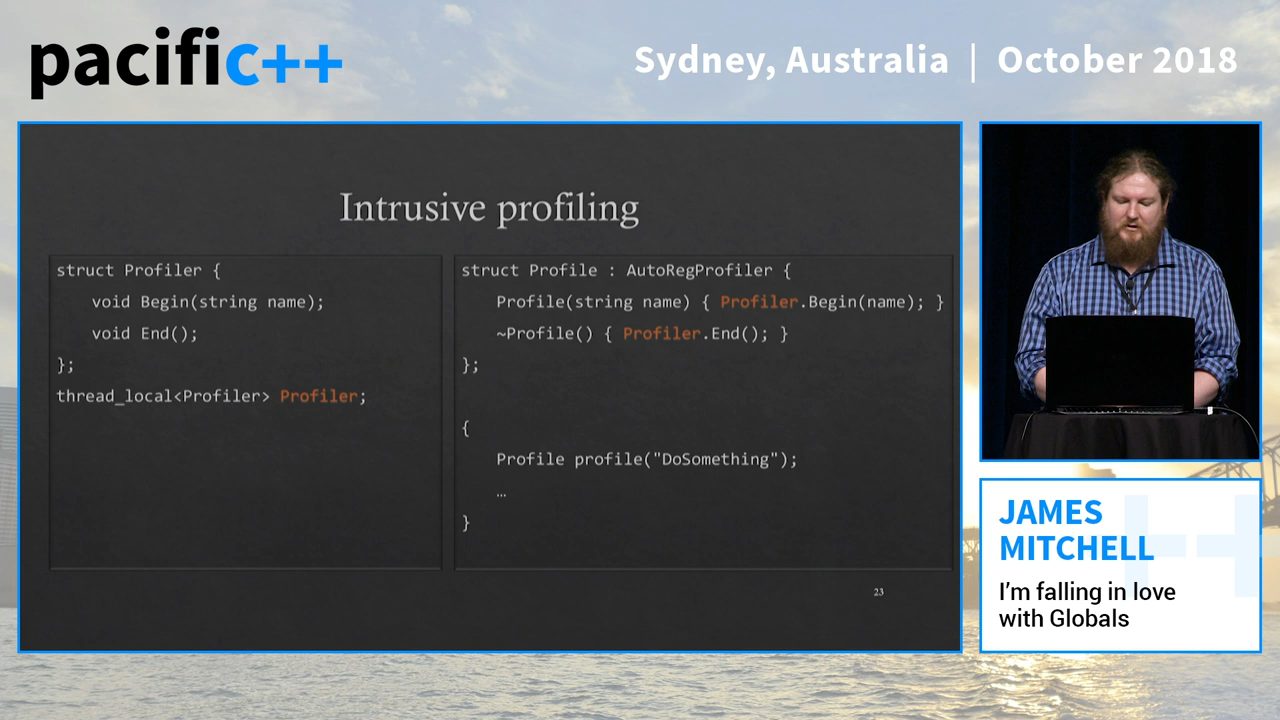 pacific++
Sydney, Australia | October 2018
Intrusive profiling
struct Profiler {
void Begin(string name);
void End();
};
thread_local<Profiler> Profiler;
struct Profile : AutoRegProfiler {
Profile(string name) { Profiler.Begin(name); }
~Profile() { Profiler.End(); }
};
{
Profile profile("DoSomething");
…
}
23
JAMES
MITCHELL
I'm falling in love
with Globals